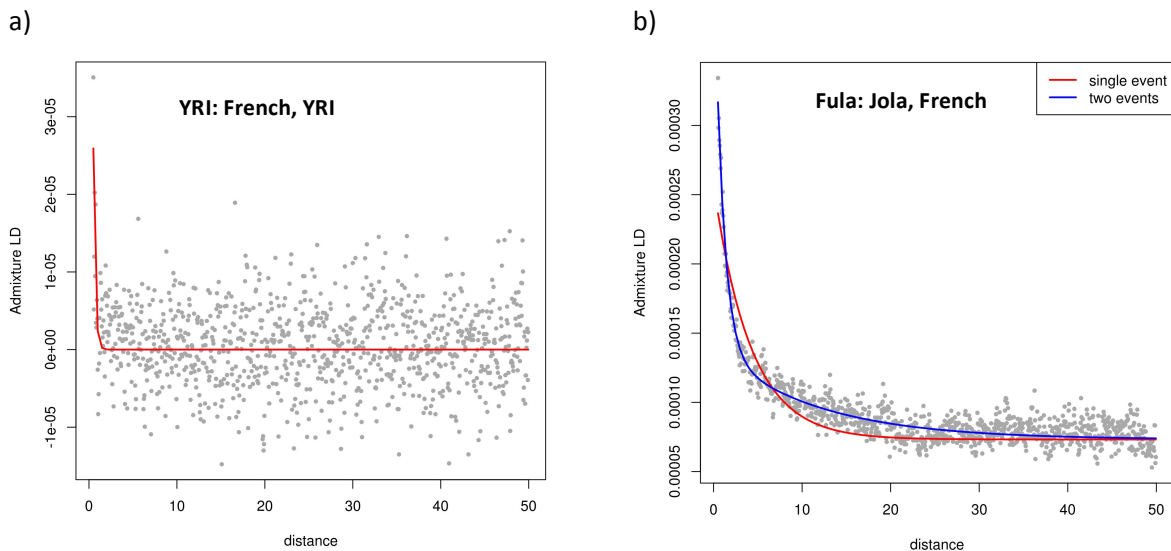 a)
YRI: French, YRI
Admixture LD
3e-05
2e-05
1e-05
0e+00
-1e-05
0 10 20 30 40 50
distance
b)
Fula: Jola, French
single event
two events
Admixture LD
0.00030
0.00025
0.00020
0.00015
0.00010
0.00005
0 10 20 30 40 50
distance